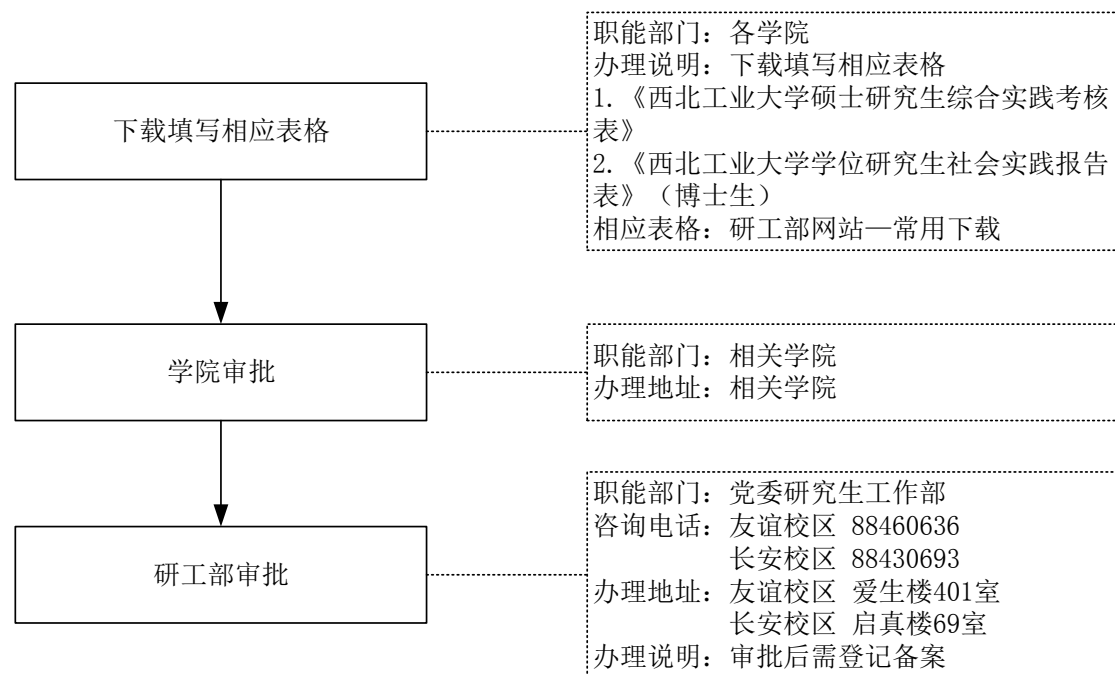 职能部门：各学院
办理说明：下载填写相应表格
1.《西北工业大学硕士研究生综合实践考核
表》
2.《西北工业大学学位研究生社会实践报告
表》（博士生）
相应表格：研工部网站—常用下载
下载填写相应表格
职能部门：相关学院
办理地址：相关学院
学院审批
职能部门：党委研究生工作部
咨询电话：友谊校区 88460636
长安校区 88430693
办理地址：友谊校区 爱生楼401室
长安校区 启真楼69室
办理说明：审批后需登记备案
研工部审批